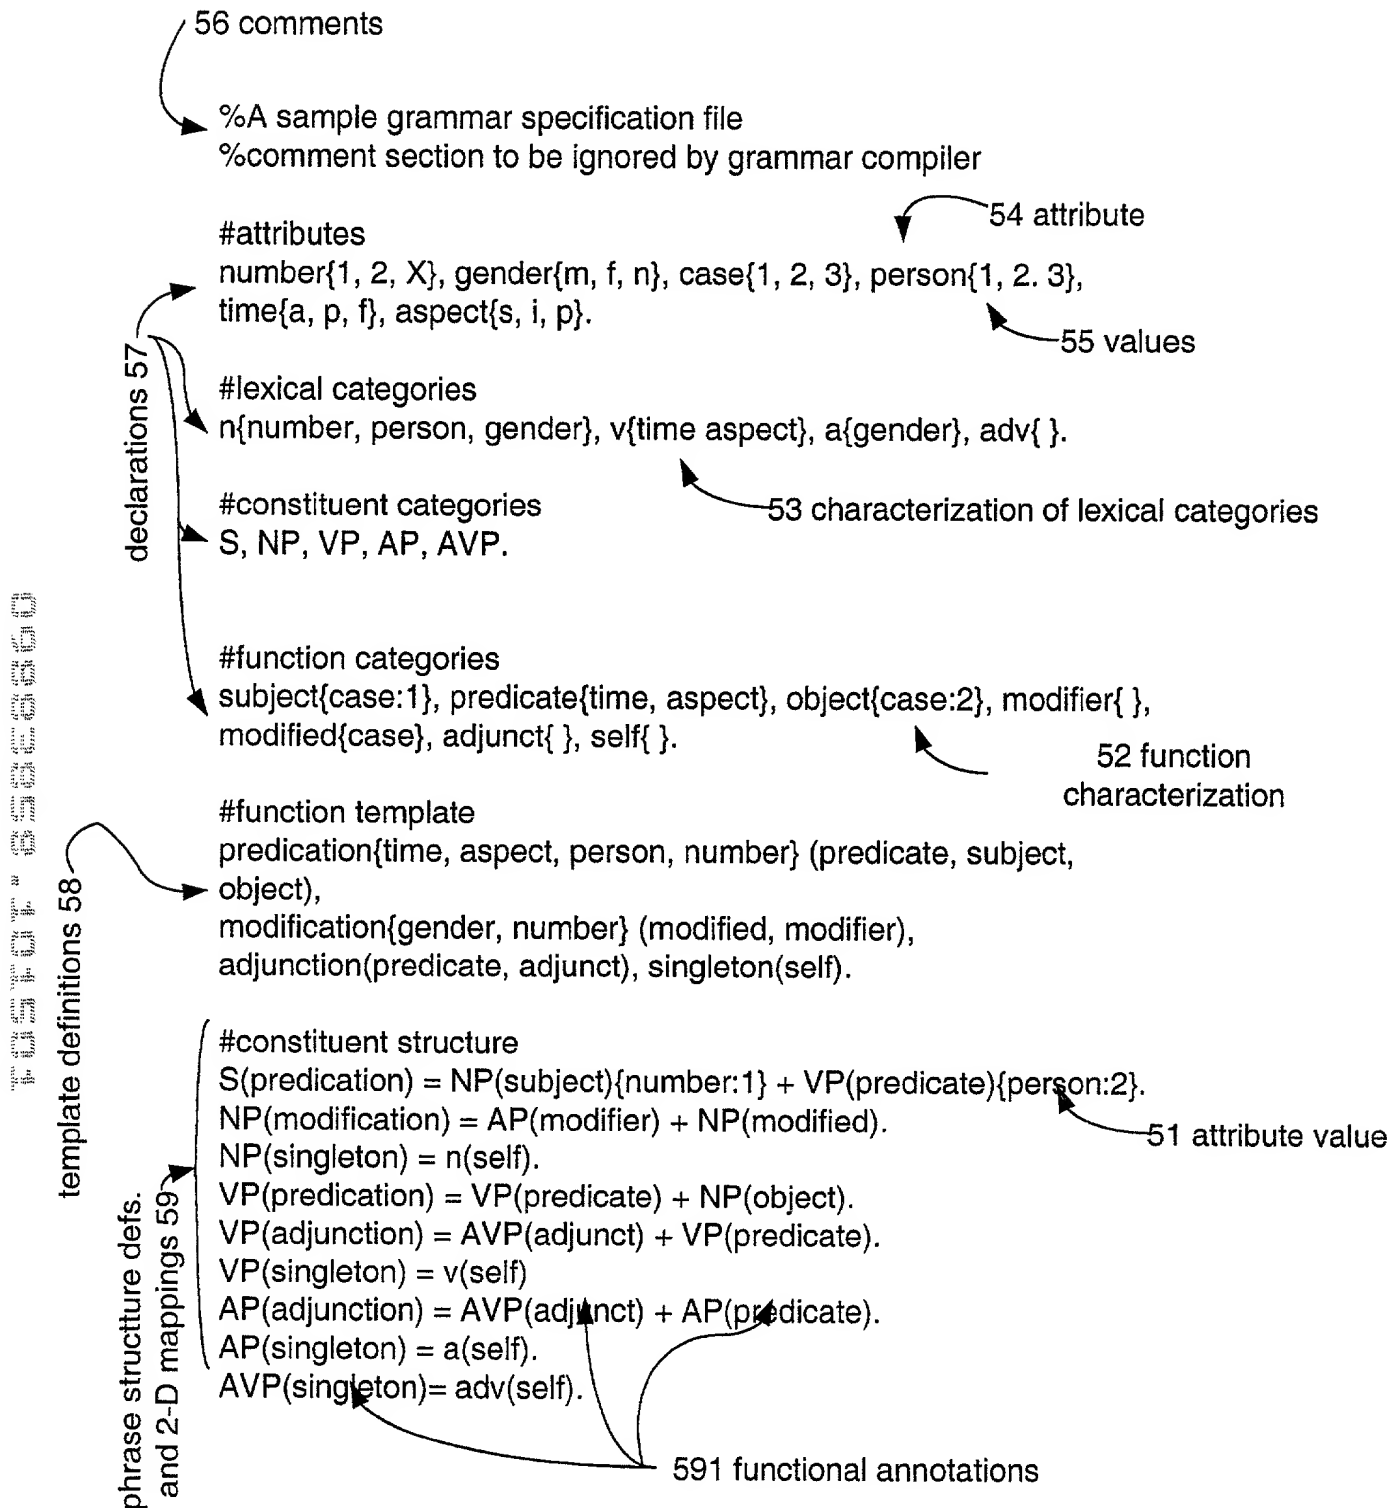 56 comments
%A sample grammar specification file
%comment section to be ignored by grammar compiler
54 attribute
#attributes
number{1, 2, X}, gender{m, f, n}, case{1, 2, 3}, person{1, 2. 3},
time{a, p, f}, aspect{s, i, p}.
55 values
declarations 57
#lexical categories
n{number, person, gender}, v{time aspect}, a{gender}, adv{ }.
53 characterization of lexical categories
#constituent categories
S, NP, VP, AP, AVP.
#function categories
subject{case:1}, predicate{time, aspect}, object{case:2}, modifier{ },
modified{case}, adjunct{ }, self{ }.
52 function
characterization
template definitions 58
#function template
predication{time, aspect, person, number} (predicate, subject,
object),
modification{gender, number} (modified, modifier),
adjunction(predicate, adjunct), singleton(self).
phrase structture defs.
and 2-D mappings 59
#constituent structure
S(predication) = NP(subject){number:1} + VP(predicate){person:2}.
51 attribute value
NP(modification) = AP(modifier) + NP(modified).
NP(singleton) = n(self).
VP(predication) = VP(predicate) + NP(object).
VP(adjunction) = AVP(adjunct) + VP(predicate).
VP(singleton) = v(self)
AP(adjunction) = AVP(adjunct) + AP(predicate).
AP(singleton) = a(self).
AVP(singleton)= adv(self).
591 functional annotations